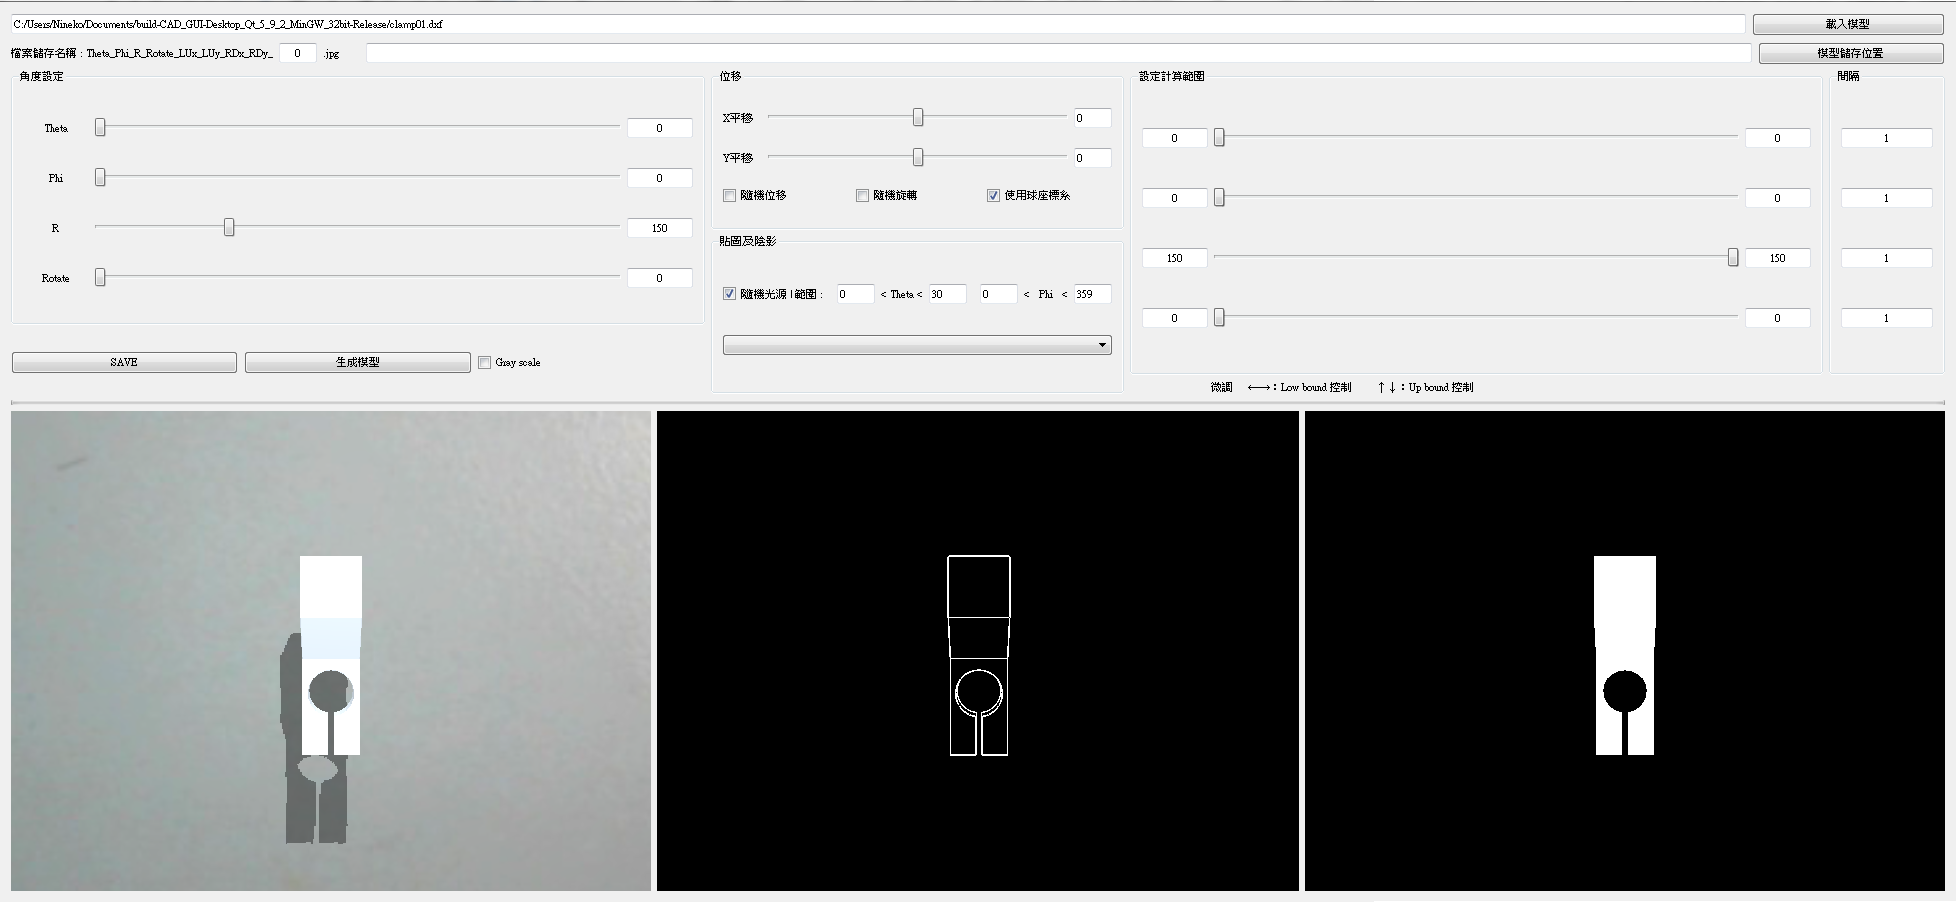 C:/Users/Nineko/Documents/build-CAD_GUI-Desktop_Qt_5_9_2_MinGW_32bit-Release/clamp01.dxf 載入模型
檔案儲存名稱：Theta_Phi_R_Rotate_LUx_LUy_RDx_RDy_ 0 .jpg 模型儲存位置
角度設定
Theta 0
Phi 0
R 150
Rotate 0
SAVE 生成模型 Gray scale
位移
X平移 0
Y平移 0
隨機位移 隨機旋轉 使用球座標系
貼圖及陰影
隨機光源 | 範圍： 0 < Theta < 30 0 < Phi < 359
設定計算範圍
0 0
0 0
150 150
0 0
間隔
1
1
1
1
微調 ←→：Low bound 控制 ↑↓：Up bound 控制